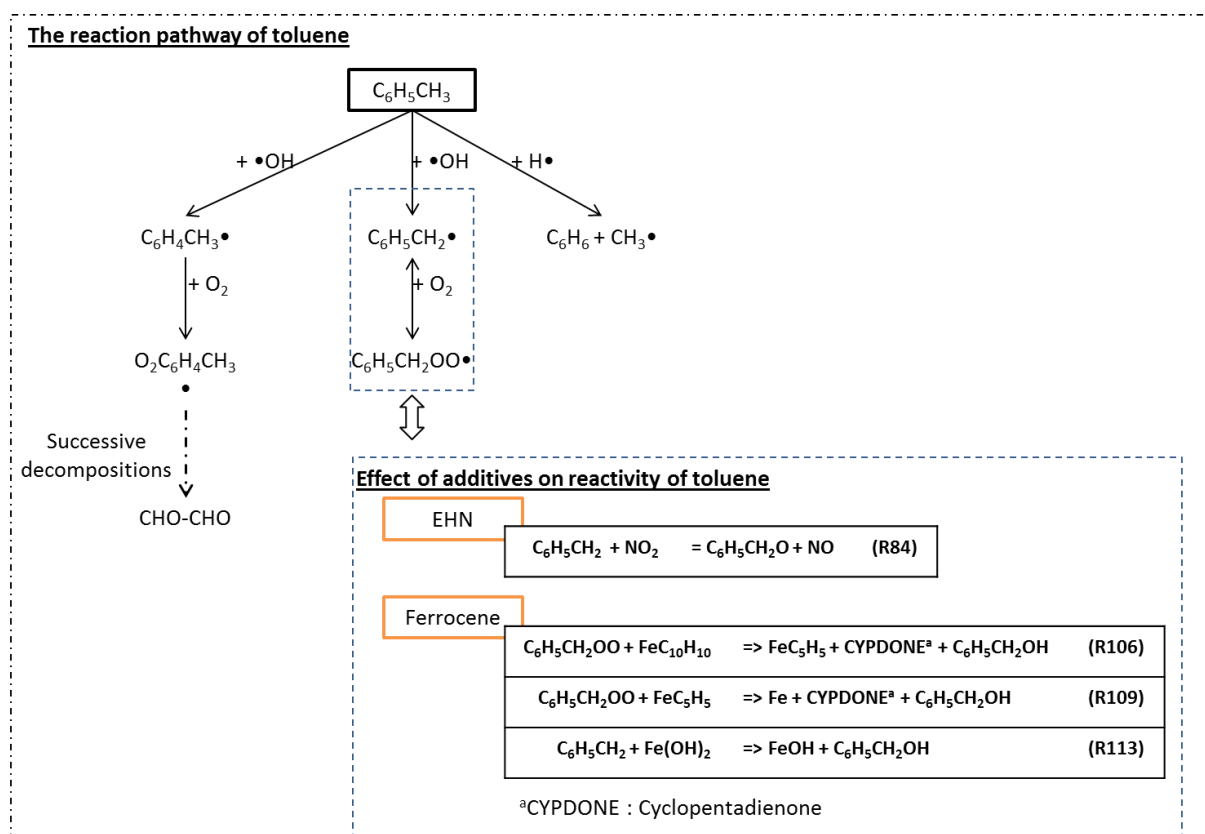 The reaction pathway of toluene
C₆H₅CH₃
+ •OH
+ •OH
+ H•
C₆H₄CH₃•
C₆H₅CH₂•
C₆H₆ + CH₃•
+ O₂
+ O₂
O₂C₆H₄CH₃
•
C₆H₅CH₂OO•
Successive
decompositions
CHO-CHO
Effect of additives on reactivity of toluene
EHN
C₆H₅CH₂ + NO₂ = C₆H₅CH₂O + NO (R84)
Ferrocene
C₆H₅CH₂OO + FeC₁₀H₁₀ => FeC₅H₅ + CYPDONEᵃ + C₆H₅CH₂OH (R106)
C₆H₅CH₂OO + FeC₅H₅ => Fe + CYPDONEᵃ + C₆H₅CH₂OH (R109)
C₆H₅CH₂ + Fe(OH)₂ => FeOH + C₆H₅CH₂OH (R113)
ᵃCYPDONE : Cyclopentadienone